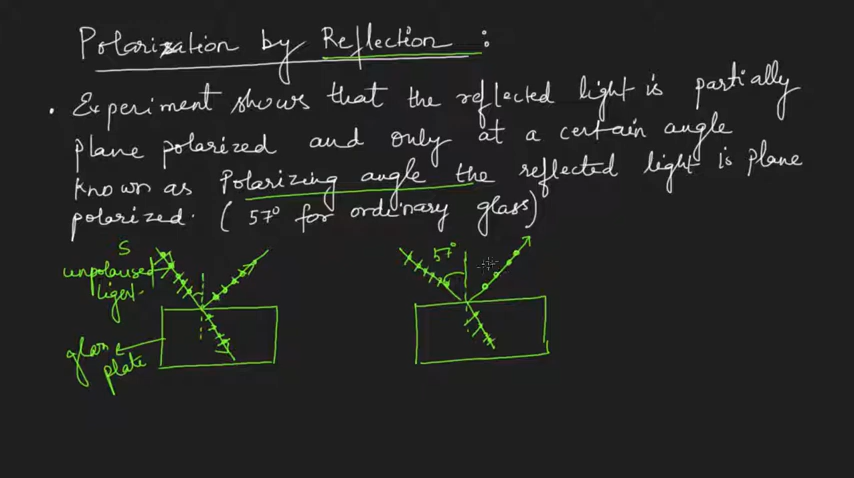 Polarization by Reflection :
• Experiment shows that the reflected light is partially
plane polarized and only at a certain angle
known as Polarizing angle the reflected light is plane
polarized. ( 57° for ordinary glass)
S
unpolarised
light
57°
glass
plate